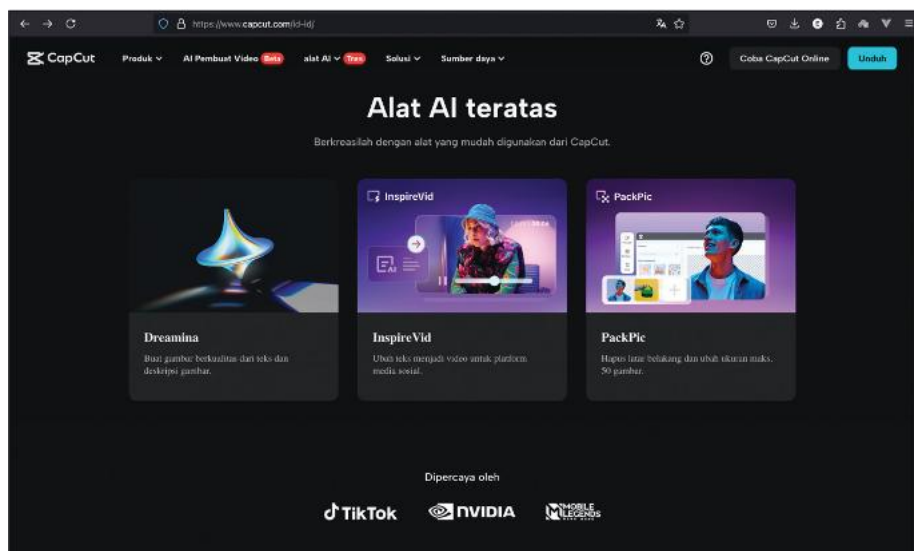 https://www.capcut.com/id-id/
CapCut
Produk
AI Pembuat Video Beta
alat AI Tren
Solusi
Sumber daya
Coba CapCut Online
Unduh
Alat AI teratas
Berkreasilah dengan alat yang mudah digunakan dari CapCut.
InspireVid
AI
PackPic
Dreamina
Buat gambar berkualitas dari teks dan
deskripsi gambar.
InspireVid
Ubah teks menjadi video untuk platform
media sosial.
PackPic
Hapus latar belakang dan ubah ukuran maks.
50 gambar.
Dipercaya oleh
TikTok
NVIDIA
MOBILE
LEGENDS